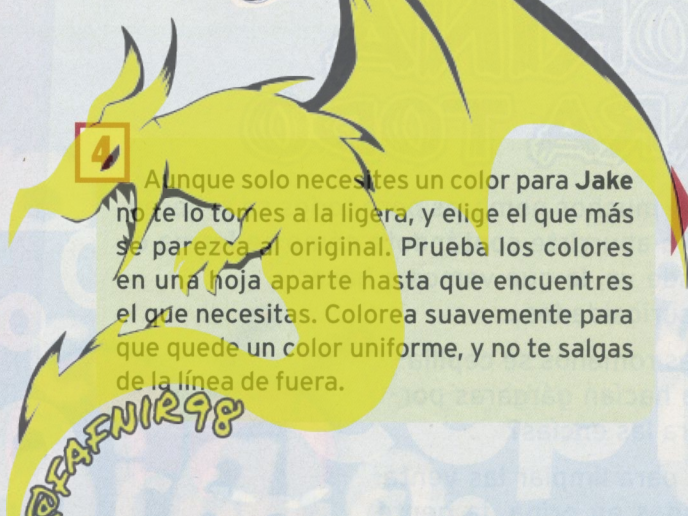 4
Aunque solo necesites un color para Jake
no te lo tomes a la ligera, y elige el que más
se parezca al original. Prueba los colores
en una hoja aparte hasta que encuentres
el que necesitas. Colorea suavemente para
que quede un color uniforme, y no te salgas
de la línea de fuera.
@FAFNIR98